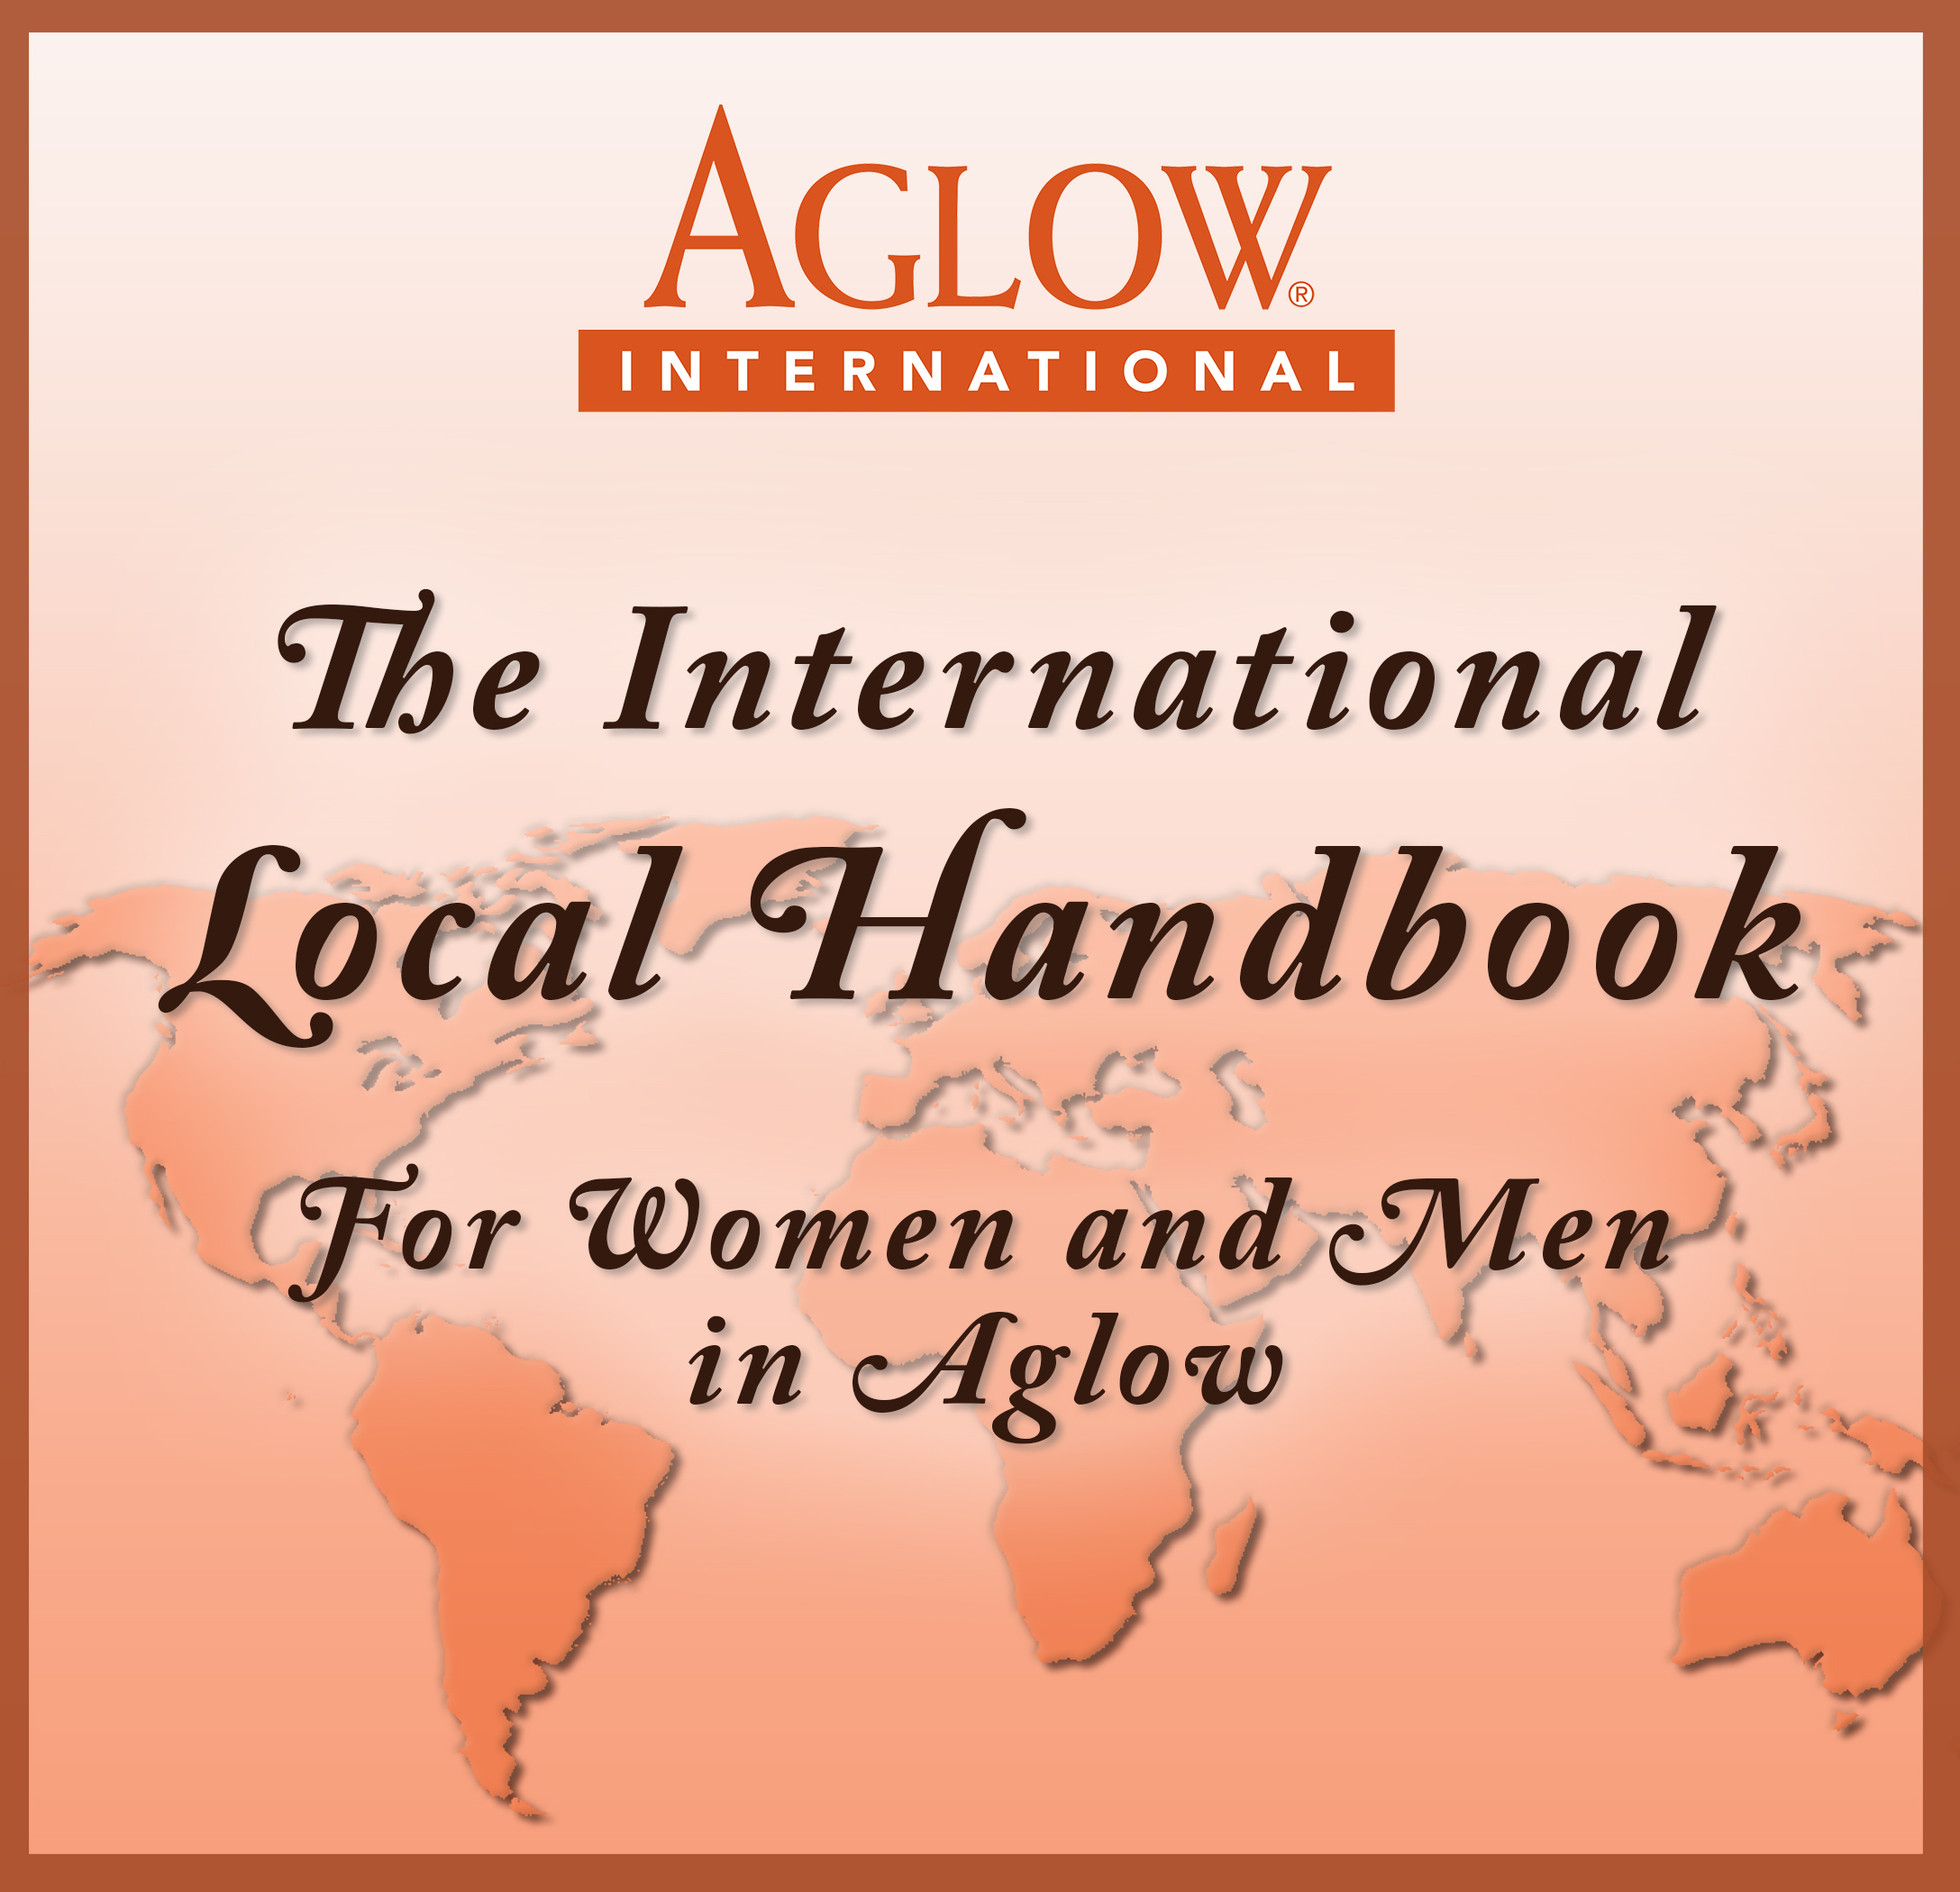 AGLOW®
INTERNATIONAL
The International
Local Handbook
For Women and Men
in Aglow